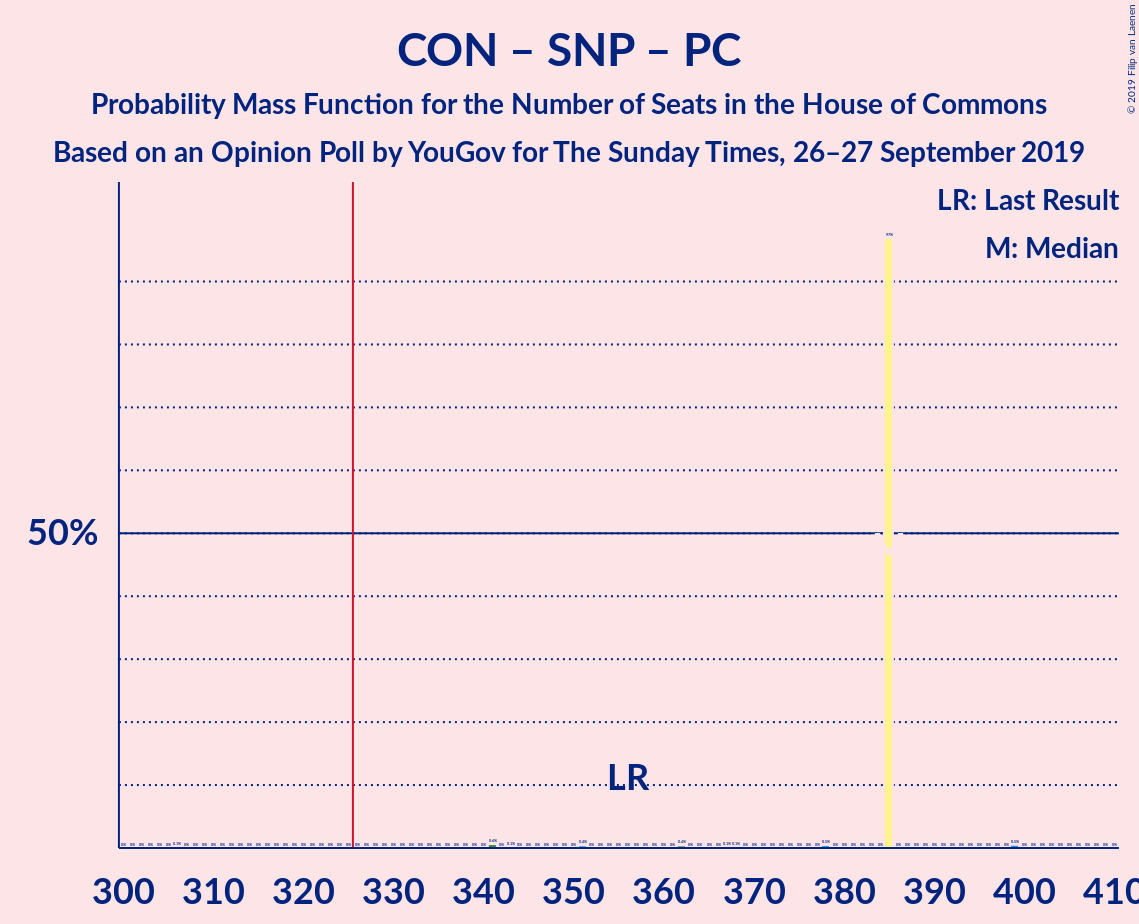 CON – SNP – PC
Probability Mass Function for the Number of Seats in the House of Commons
Based on an Opinion Poll by YouGov for The Sunday Times, 26–27 September 2019
© 2019 Filip van Laenen
LR: Last Result
M: Median
97%
50%
LR
300 310 320 330 340 350 360 370 380 390 400 410